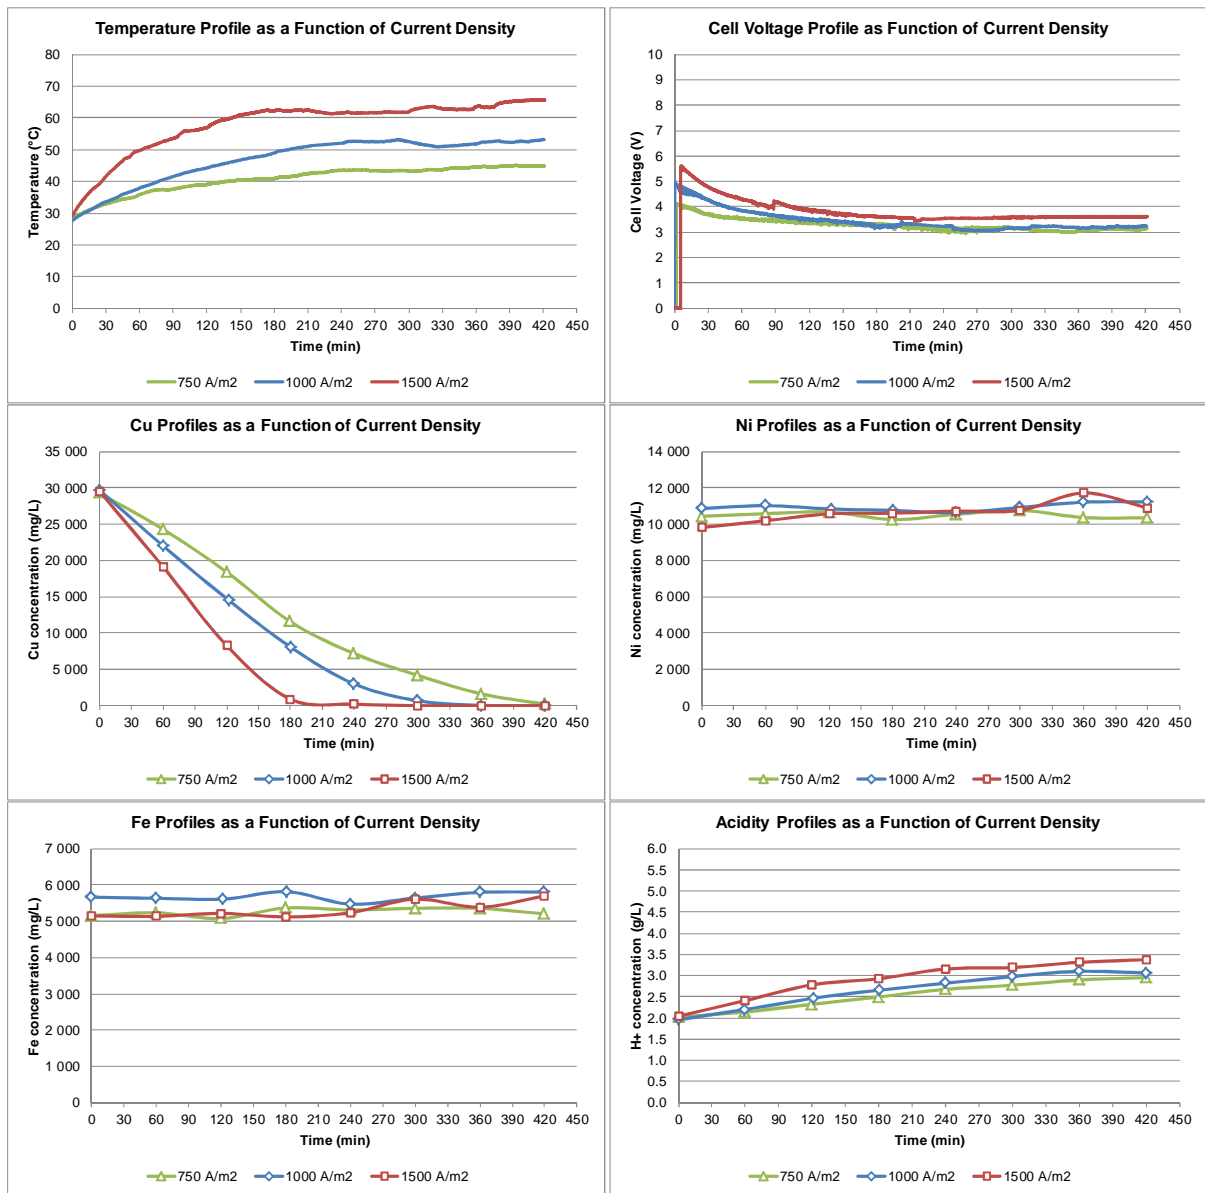 Temperature Profile as a Function of Current Density
80
70
60
50
40
30
20
10
0
Temperature (°C)
0 30 60 90 120 150 180 210 240 270 300 330 360 390 420 450
Time (min)
750 A/m2 1000 A/m2 1500 A/m2
Cell Voltage Profile as Function of Current Density
10
9
8
7
6
5
4
3
2
1
0
Cell Voltage (V)
0 30 60 90 120 150 180 210 240 270 300 330 360 390 420 450
Time (min)
750 A/m2 1000 A/m2 1500 A/m2
Cu Profiles as a Function of Current Density
35 000
30 000
25 000
20 000
15 000
10 000
5 000
0
Cu concentration (mg/L)
0 30 60 90 120 150 180 210 240 270 300 330 360 390 420 450
Time (min)
750 A/m2 1000 A/m2 1500 A/m2
Ni Profiles as a Function of Current Density
14 000
12 000
10 000
8 000
6 000
4 000
2 000
0
Ni concentration (mg/L)
0 30 60 90 120 150 180 210 240 270 300 330 360 390 420 450
Time (min)
750 A/m2 1000 A/m2 1500 A/m2
Fe Profiles as a Function of Current Density
7 000
6 000
5 000
4 000
3 000
2 000
1 000
0
Fe concentration (mg/L)
0 30 60 90 120 150 180 210 240 270 300 330 360 390 420 450
Time (min)
750 A/m2 1000 A/m2 1500 A/m2
Acidity Profiles as a Function of Current Density
6.0
5.5
5.0
4.5
4.0
3.5
3.0
2.5
2.0
1.5
1.0
0.5
0.0
H+ concentration (g/L)
0 30 60 90 120 150 180 210 240 270 300 330 360 390 420 450
Time (min)
750 A/m2 1000 A/m2 1500 A/m2